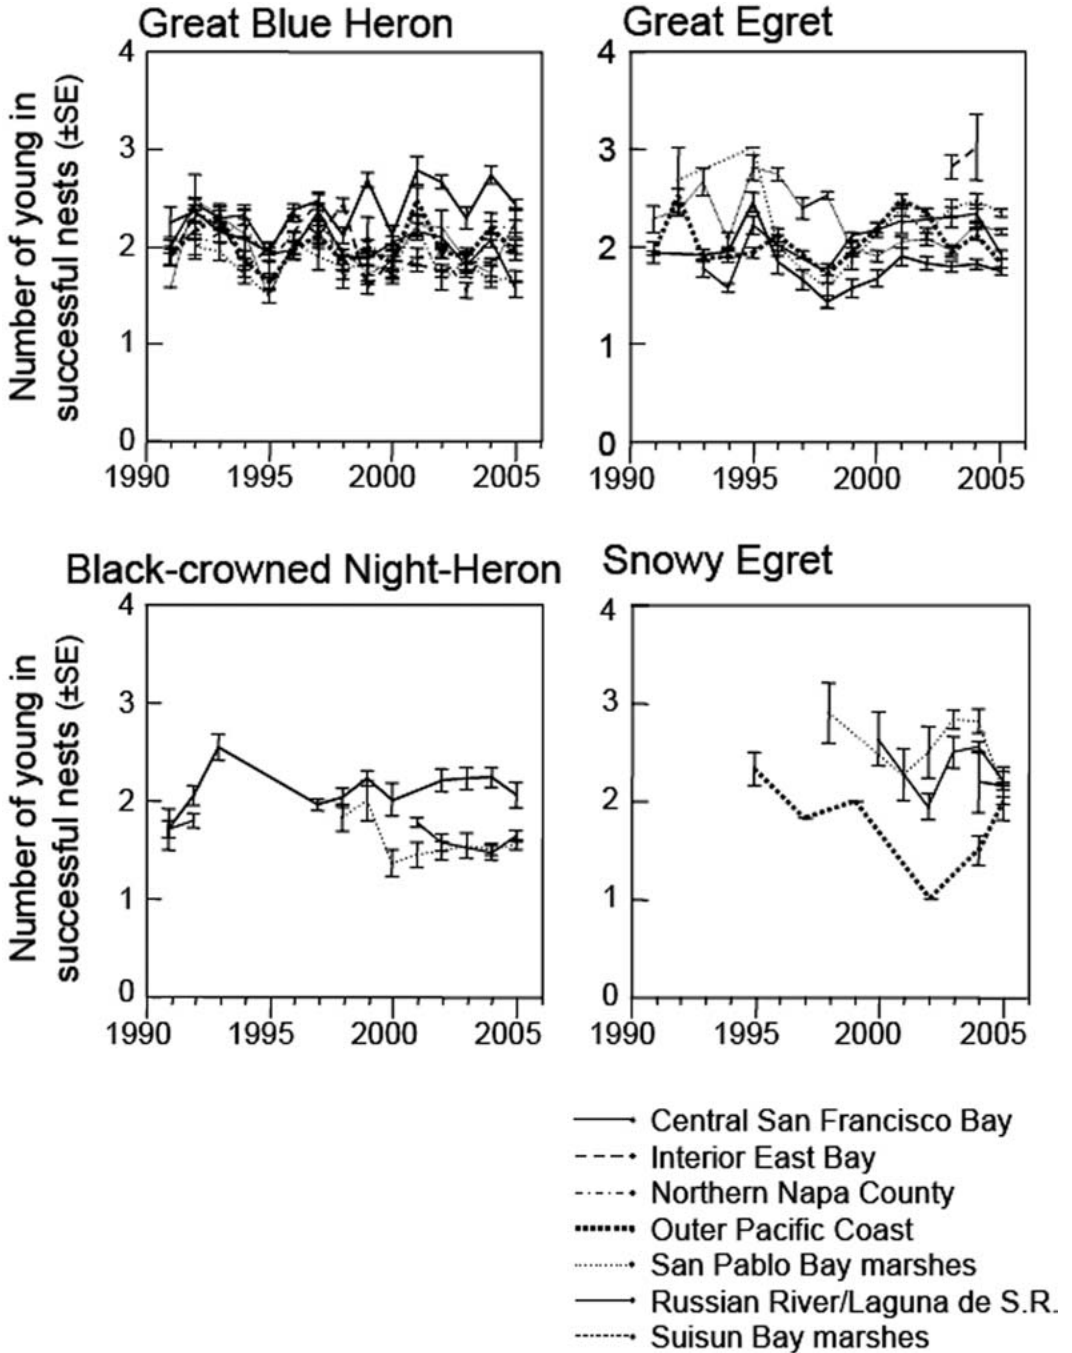 Great Blue Heron
Great Egret
Number of young in
successful nests (±SE)
4
3
2
1
0
1990 1995 2000 2005
4
3
2
1
0
1990 1995 2000 2005
Black-crowned Night-Heron
Snowy Egret
Number of young in
successful nests (±SE)
4
3
2
1
0
1990 1995 2000 2005
4
3
2
1
0
1990 1995 2000 2005
Central San Francisco Bay
Interior East Bay
Northern Napa County
Outer Pacific Coast
San Pablo Bay marshes
Russian River/Laguna de S.R.
Suisun Bay marshes